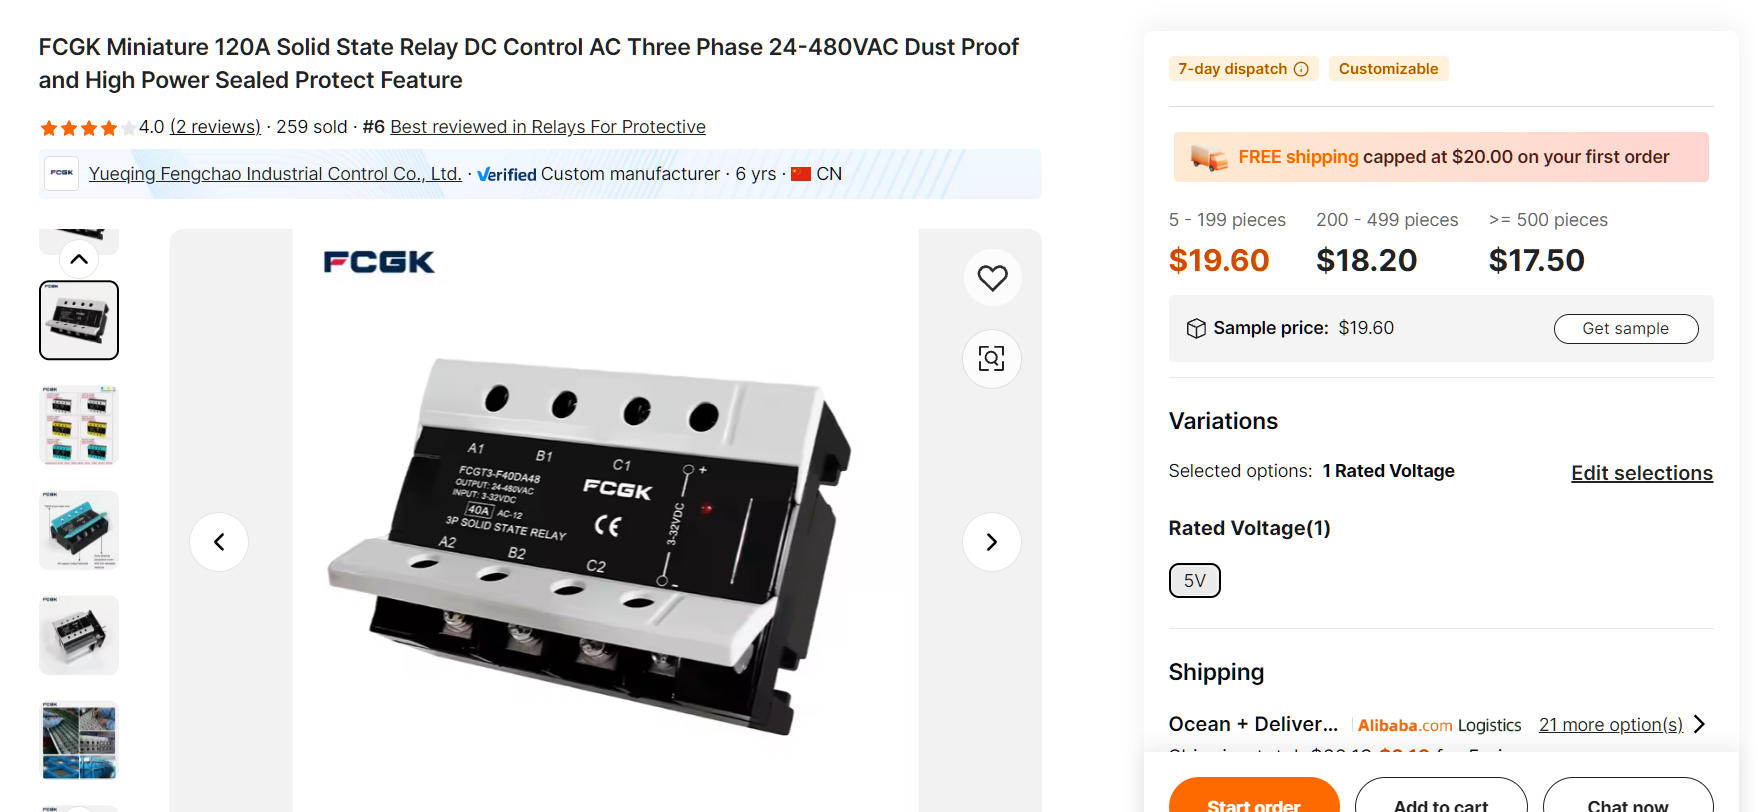 FCGK Miniature 120A Solid State Relay DC Control AC Three Phase 24-480VAC Dust Proof
and High Power Sealed Protect Feature
4.0 (2 reviews) · 259 sold · #6 Best reviewed in Relays For Protective
FCGK Yueqing Fengchao Industrial Control Co., Ltd. · Verified Custom manufacturer · 6 yrs · CN
FCGK
A1 B1 C1
FCGT3-F40DA48
OUTPUT: 24-480VAC
INPUT: 3-32VDC
40A AC-12
3P SOLID STATE RELAY
FCGK
CE
+
3-32VDC
-
A2 B2 C2
7-day dispatch
Customizable
FREE shipping capped at $20.00 on your first order
5 - 199 pieces 200 - 499 pieces >= 500 pieces
$19.60 $18.20 $17.50
Sample price: $19.60 Get sample
Variations
Selected options: 1 Rated Voltage Edit selections
Rated Voltage(1)
5V
Shipping
Ocean + Deliver... Alibaba.com Logistics 21 more option(s)
Start order Add to cart Chat now